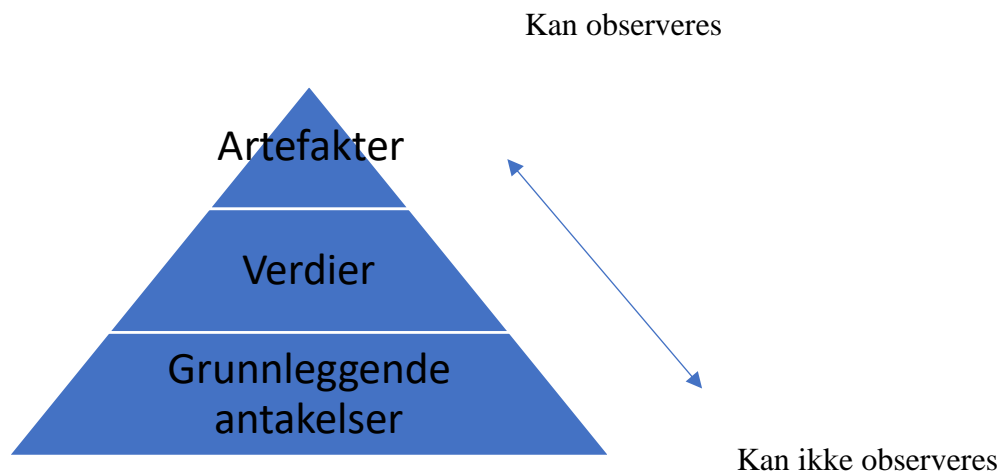 Kan observeres
Artefakter
Verdier
Grunnleggende
antakelser
Kan ikke observeres